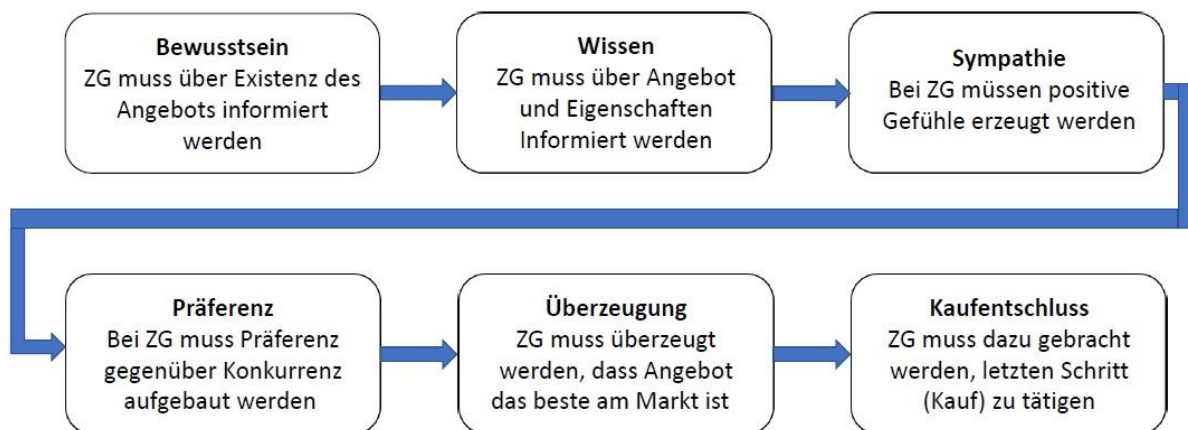 Bewusstsein
ZG muss über Existenz des
Angebots informiert
werden
Wissen
ZG muss über Angebot
und Eigenschaften
Informiert werden
Sympathie
Bei ZG müssen positive
Gefühle erzeugt werden
Präferenz
Bei ZG muss Präferenz
gegenüber Konkurrenz
aufgebaut werden
Überzeugung
ZG muss überzeugt
werden, dass Angebot
das beste am Markt ist
Kaufentschluss
ZG muss dazu gebracht
werden, letzten Schritt
(Kauf) zu tätigen